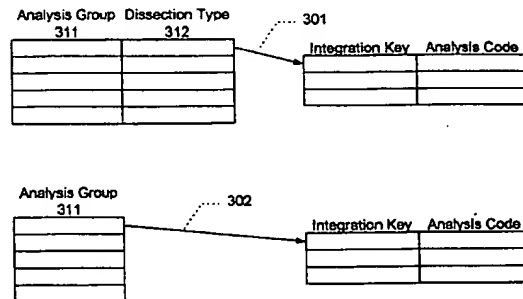 Analysis Group Dissection Type
311 312
301
Integration Key Analysis Code
Analysis Group
311
302
Integration Key Analysis Code